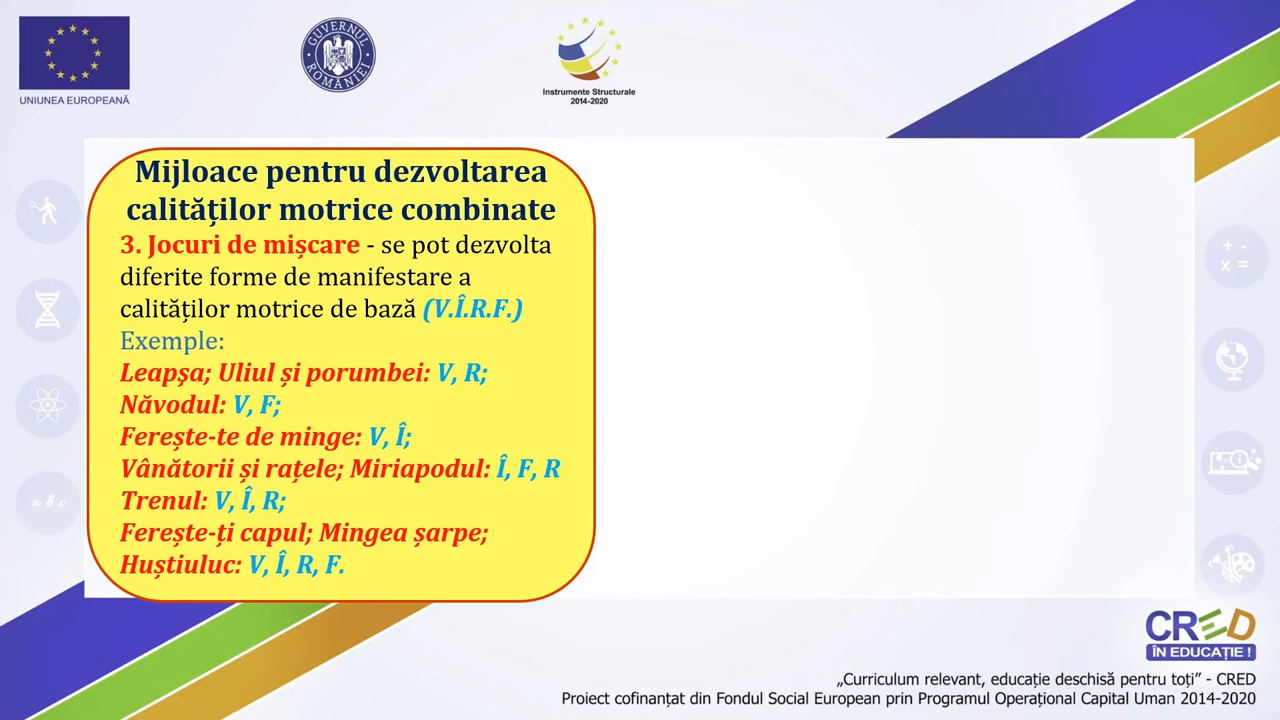 UNIUNEA EUROPEANĂ
GUVERNUL ROMÂNIEI
Instrumente Structurale
2014-2020
Mijloace pentru dezvoltarea
calităților motrice combinate
3. Jocuri de mișcare - se pot dezvolta
diferite forme de manifestare a
calităților motrice de bază (V.Î.R.F.)
Exemple:
Leapşa; Uliul și porumbei: V, R;
Năvodul: V, F;
Ferește-te de minge: V, Î;
Vânătorii și rațele; Miriapodul: Î, F, R
Trenul: V, Î, R;
Ferește-ți capul; Mingea șarpe;
Huștiuluc: V, Î, R, F.
+ -
x =
a b c
CRED
ÎN EDUCAȚIE !
„Curriculum relevant, educație deschisă pentru toți” - CRED
Proiect cofinanțat din Fondul Social European prin Programul Operațional Capital Uman 2014-2020